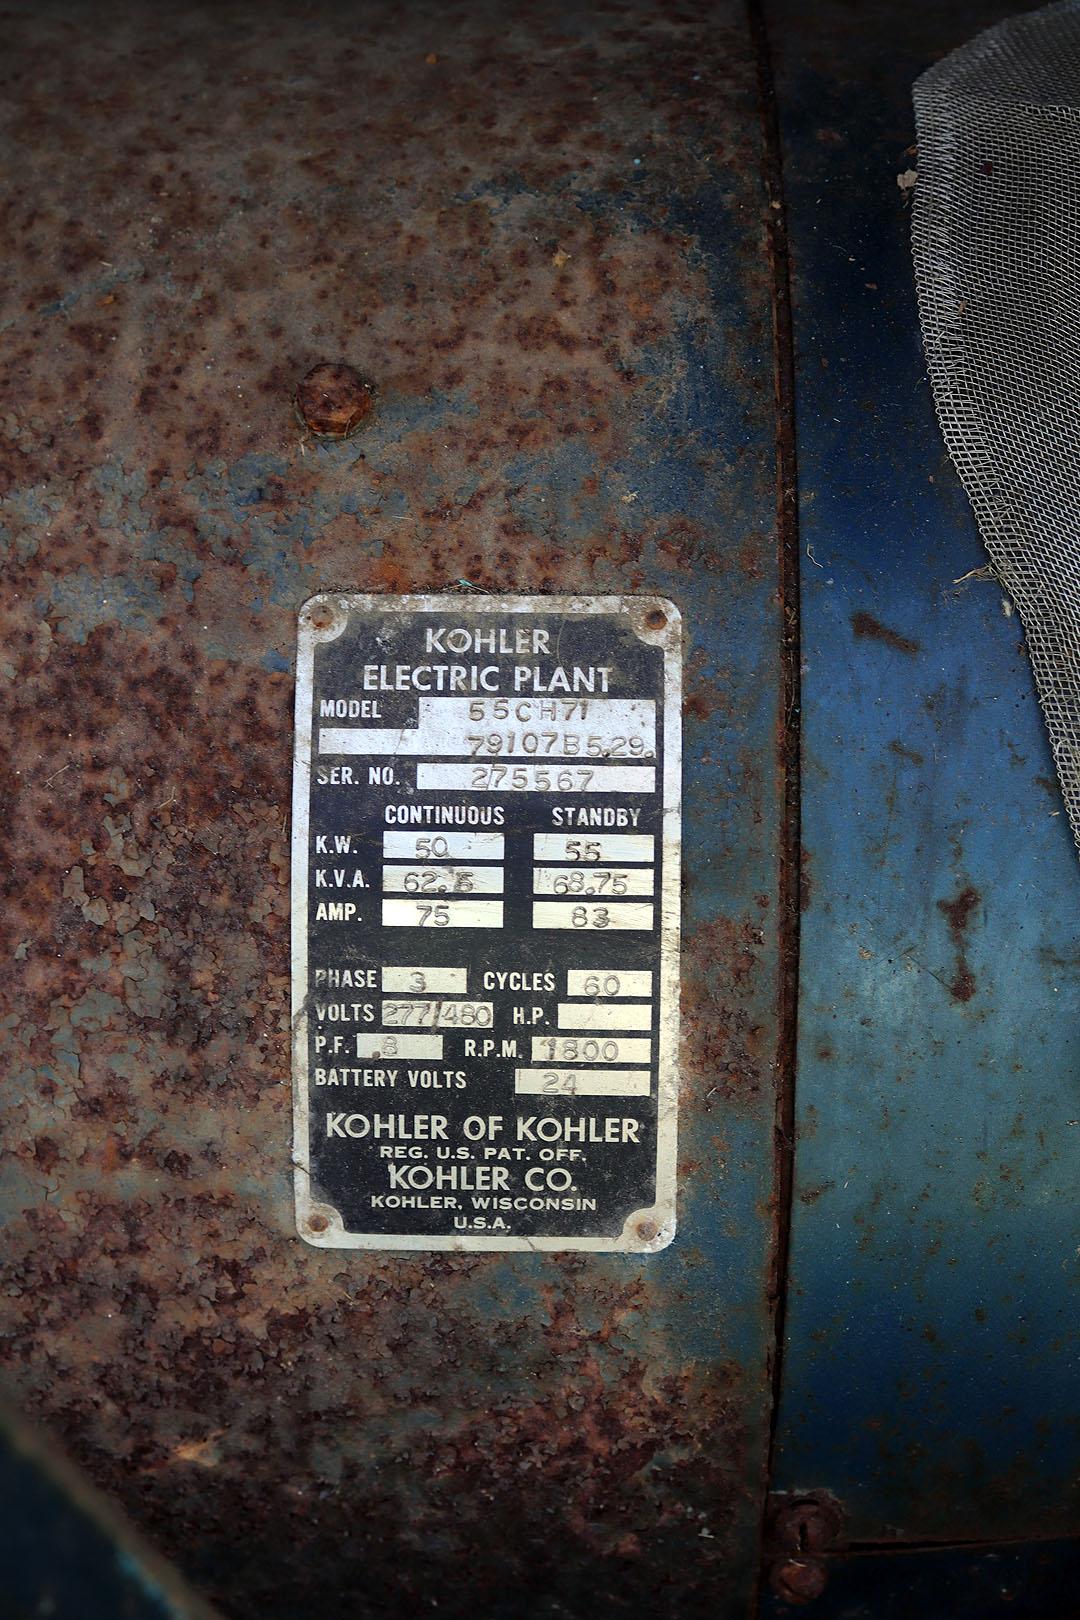 KOHLER
ELECTRIC PLANT
MODEL 55CH71
79107B5.29.
SER. NO. 275567
CONTINUOUS STANDBY
K.W. 50 55
K.V.A. 62.5 68.75
AMP. 75 83
PHASE 3 CYCLES 60
VOLTS 277/480 H.P.
P.F. .8 R.P.M. 1800
BATTERY VOLTS 24
KOHLER OF KOHLER
REG. U.S. PAT. OFF.
KOHLER CO.
KOHLER, WISCONSIN
U.S.A.